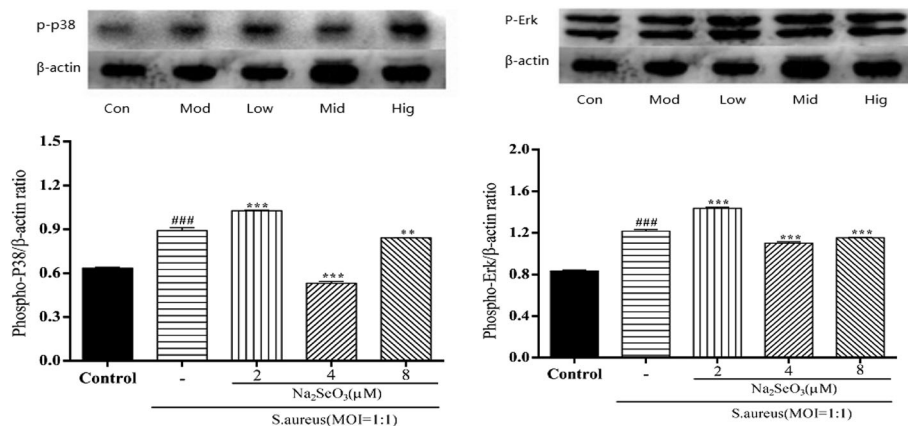 p-p38
β-actin
Con Mod Low Mid Hig
Phospho-P38/β-actin ratio
1.5
1.2
0.9
0.6
0.3
0.0
###
***
***
**
Control - 2 4 8
Na₂SeO₃(μM)
S.aureus(MOI=1:1)
P-Erk
β-actin
Con Mod Low Mid Hig
Phospho-Erk/β-actin ratio
2.0
1.6
1.2
0.8
0.4
0.0
###
***
***
***
Control - 2 4 8
Na₂SeO₃(μM)
S.aureus(MOI=1:1)